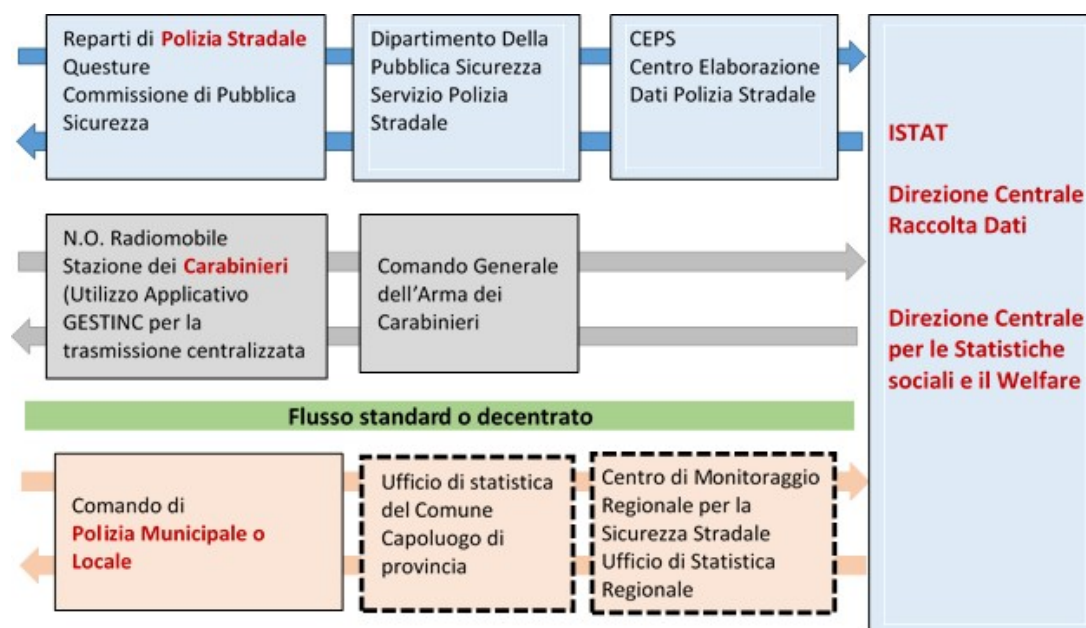 Reparti di Polizia Stradale
Questure
Commissione di Pubblica
Sicurezza
Dipartimento Della
Pubblica Sicurezza
Servizio Polizia
Stradale
CEPS
Centro Elaborazione
Dati Polizia Stradale
N.O. Radiomobile
Stazione dei Carabinieri
(Utilizzo Applicativo
GESTINC per la
trasmissione centralizzata
Comando Generale
dell'Arma dei
Carabinieri
Flusso standard o decentrato
Comando di
Polizia Municipale o
Locale
Ufficio di statistica
del Comune
Capoluogo di
provincia
Centro di Monitoraggio
Regionale per la
Sicurezza Stradale
Ufficio di Statistica
Regionale
ISTAT
Direzione Centrale
Raccolta Dati
Direzione Centrale
per le Statistiche
sociali e il Welfare